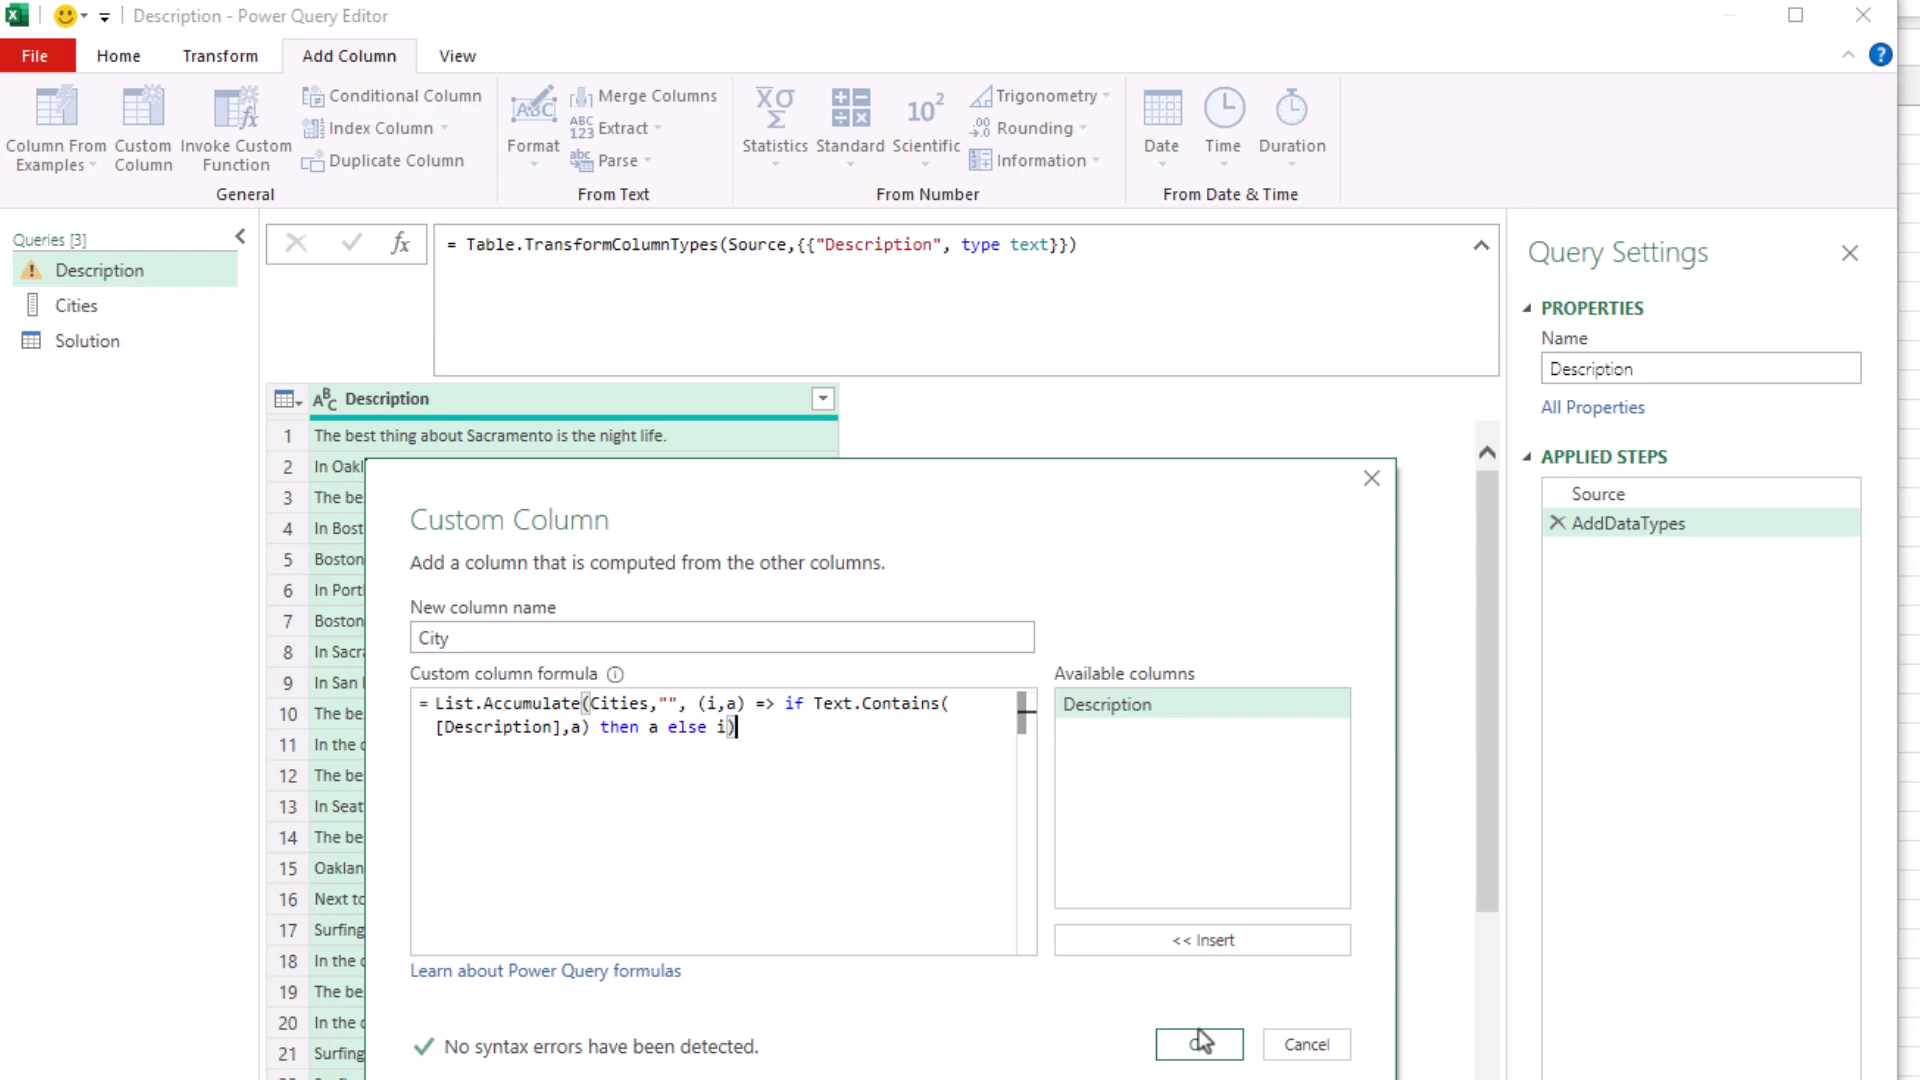 Description - Power Query Editor
File
Home
Transform
Add Column
View
Column From
Examples
Custom
Column
Invoke Custom
Function
Conditional Column
Index Column
Duplicate Column
General
Format
Merge Columns
Extract
Parse
From Text
Statistics
Standard
Scientific
Trigonometry
Rounding
Information
From Number
Date
Time
Duration
From Date & Time
Queries [3]
Description
Cities
Solution
fx
= Table.TransformColumnTypes(Source,{{"Description", type text}})
Description
1 The best thing about Sacramento is the night life.
2 In Oakl
3 The be
4 In Bost
5 Boston
6 In Portl
7 Boston
8 In Sacra
9 In San
10 The be
11 In the c
12 The be
13 In Seat
14 The be
15 Oaklan
16 Next to
17 Surfing
18 In the c
19 The be
20 In the c
21 Surfing
Custom Column
Add a column that is computed from the other columns.
New column name
City
Custom column formula
= List.Accumulate(Cities,"", (i,a) => if Text.Contains(
[Description],a) then a else i)
Available columns
Description
<< Insert
Learn about Power Query formulas
No syntax errors have been detected.
Cancel
Query Settings
PROPERTIES
Name
Description
All Properties
APPLIED STEPS
Source
AddDataTypes